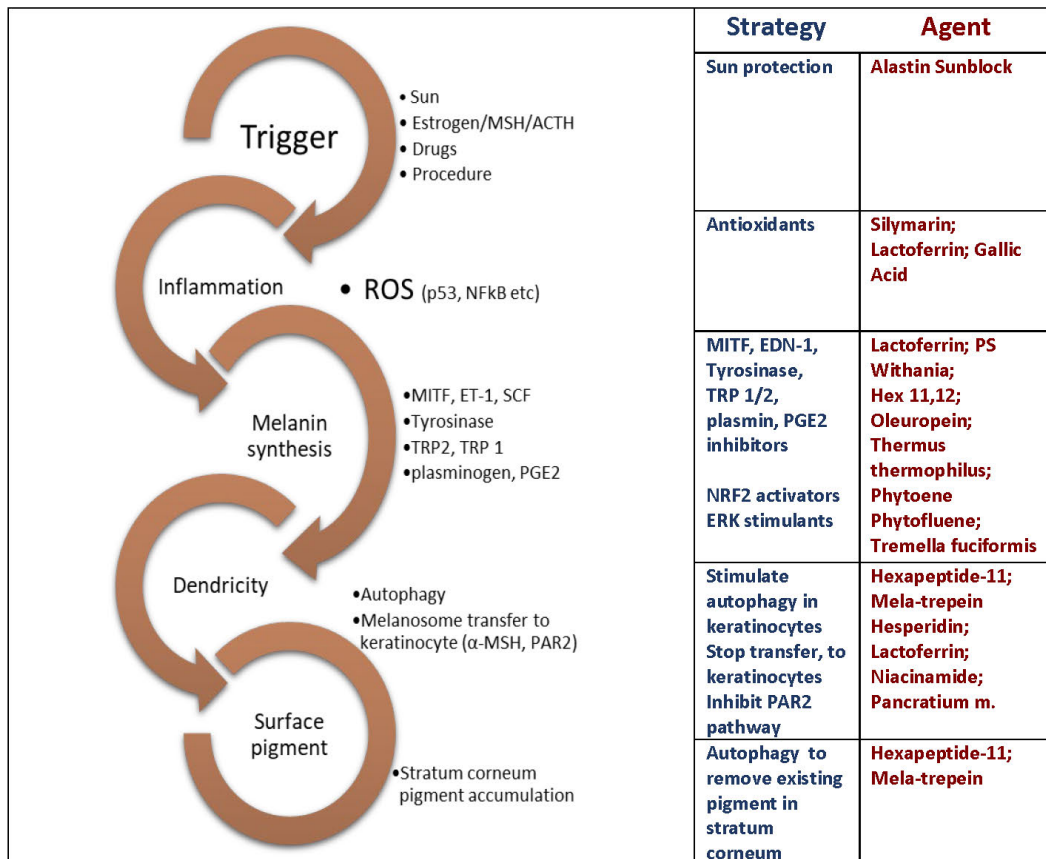 Trigger
• Sun
• Estrogen/MSH/ACTH
• Drugs
• Procedure
Inflammation
• ROS (p53, NFkB etc)
Melanin
synthesis
•MITF, ET-1, SCF
•Tyrosinase
•TRP2, TRP 1
•plasminogen, PGE2
Dendricity
•Autophagy
•Melanosome transfer to
keratinocyte (α-MSH, PAR2)
Surface
pigment
•Stratum corneum
pigment accumulation
Strategy
Agent
Sun protection
Alastin Sunblock
Antioxidants
Silymarin;
Lactoferrin; Gallic
Acid
MITF, EDN-1,
Tyrosinase,
TRP 1/2,
plasmin, PGE2
inhibitors
NRF2 activators
ERK stimulants
Lactoferrin; PS
Withania;
Hex 11,12;
Oleuropein;
Thermus
thermophilus;
Phytoene
Phytofluene;
Tremella fuciformis
Stimulate
autophagy in
keratinocytes
Stop transfer, to
keratinocytes
Inhibit PAR2
pathway
Hexapeptide-11;
Mela-trepein
Hesperidin;
Lactoferrin;
Niacinamide;
Pancratium m.
Autophagy to
remove existing
pigment in
stratum
corneum
Hexapeptide-11;
Mela-trepein